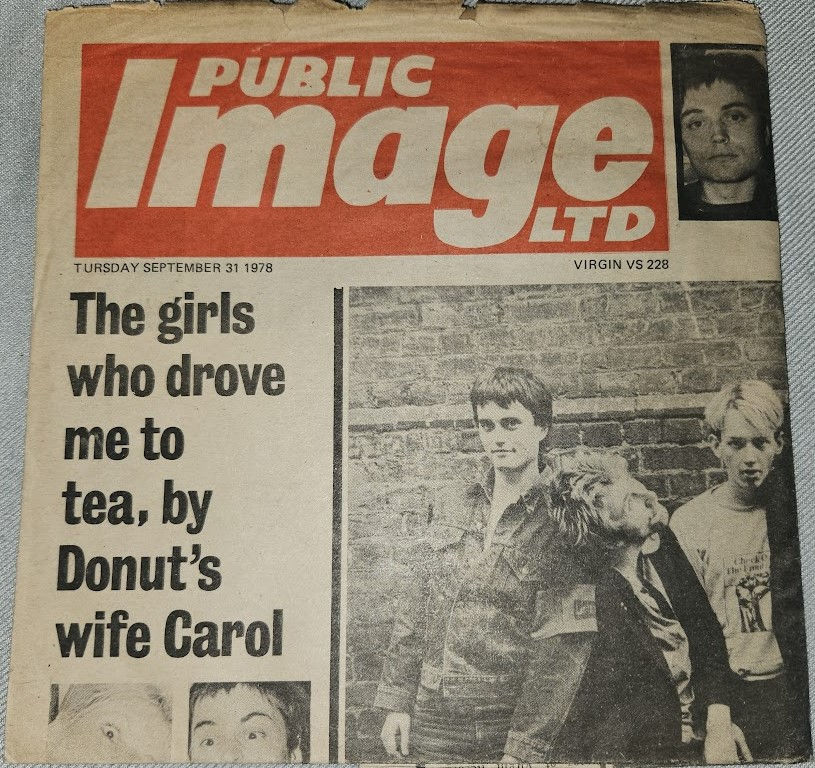 PUBLIC
Image
LTD
TURSDAY SEPTEMBER 31 1978
VIRGIN VS 228
The girls
who drove
me to
tea, by
Donut's
wife Carol